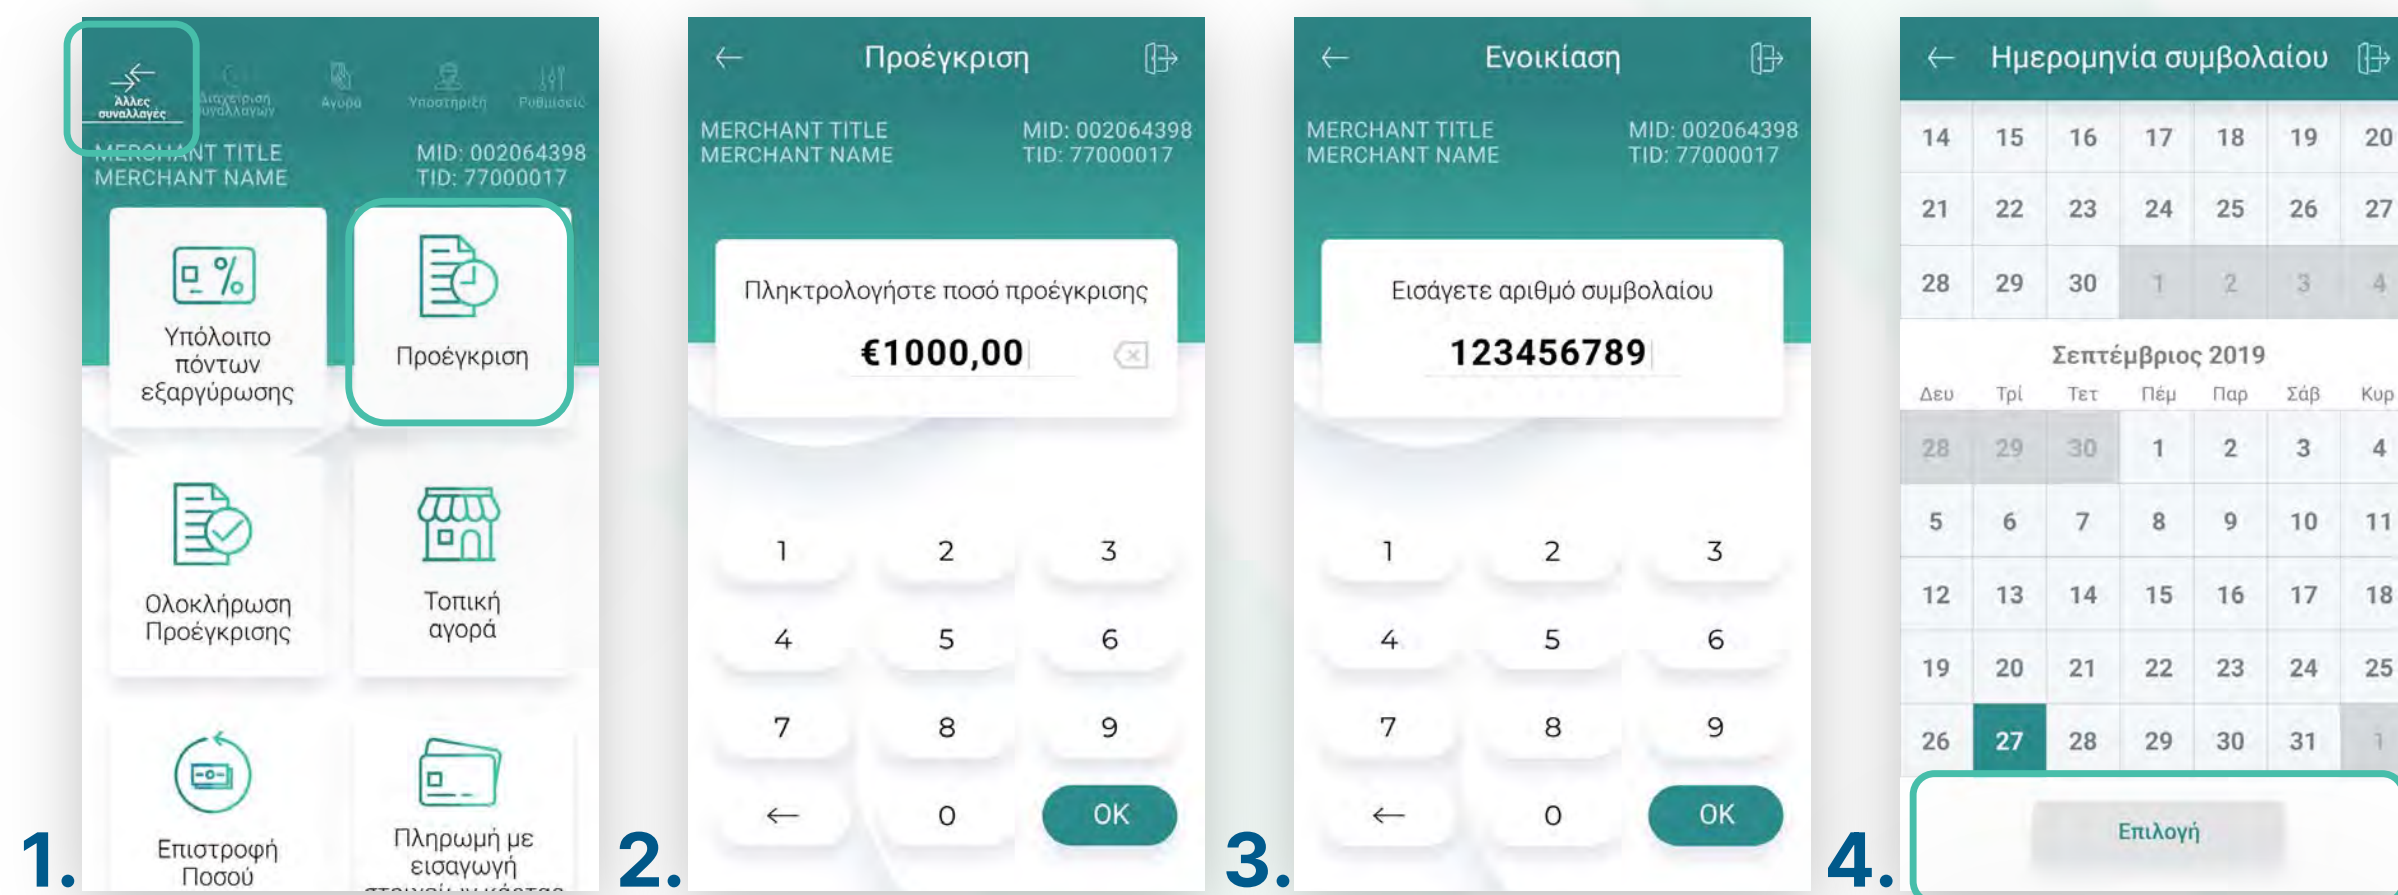 Άλλες
συναλλαγές
Διαχείριση
συναλλαγών
Αγορά
Υποστήριξη
Ρυθμίσεις
MERCHANT TITLE
MERCHANT NAME
MID: 002064398
TID: 77000017
%
Υπόλοιπο
πόντων
εξαργύρωσης
Προέγκριση
Ολοκλήρωση
Προέγκρισης
Τοπική
αγορά
Επιστροφή
Ποσού
Πληρωμή με
εισαγωγή
στοιχείων κάρτας
1.
Προέγκριση
MERCHANT TITLE
MERCHANT NAME
MID: 002064398
TID: 77000017
Πληκτρολογήστε ποσό προέγκρισης
€1000,00
1 2 3
4 5 6
7 8 9
0 OK
2.
Ενοικίαση
MERCHANT TITLE
MERCHANT NAME
MID: 002064398
TID: 77000017
Εισάγετε αριθμό συμβολαίου
123456789
1 2 3
4 5 6
7 8 9
0 OK
3.
Ημερομηνία συμβολαίου
14 15 16 17 18 19 20
21 22 23 24 25 26 27
28 29 30 1 2 3 4
Σεπτέμβριος 2019
Δευ Τρί Τετ Πέμ Παρ Σάβ Κυρ
28 29 30 1 2 3 4
5 6 7 8 9 10 11
12 13 14 15 16 17 18
19 20 21 22 23 24 25
26 27 28 29 30 31 1
Επιλογή
4.